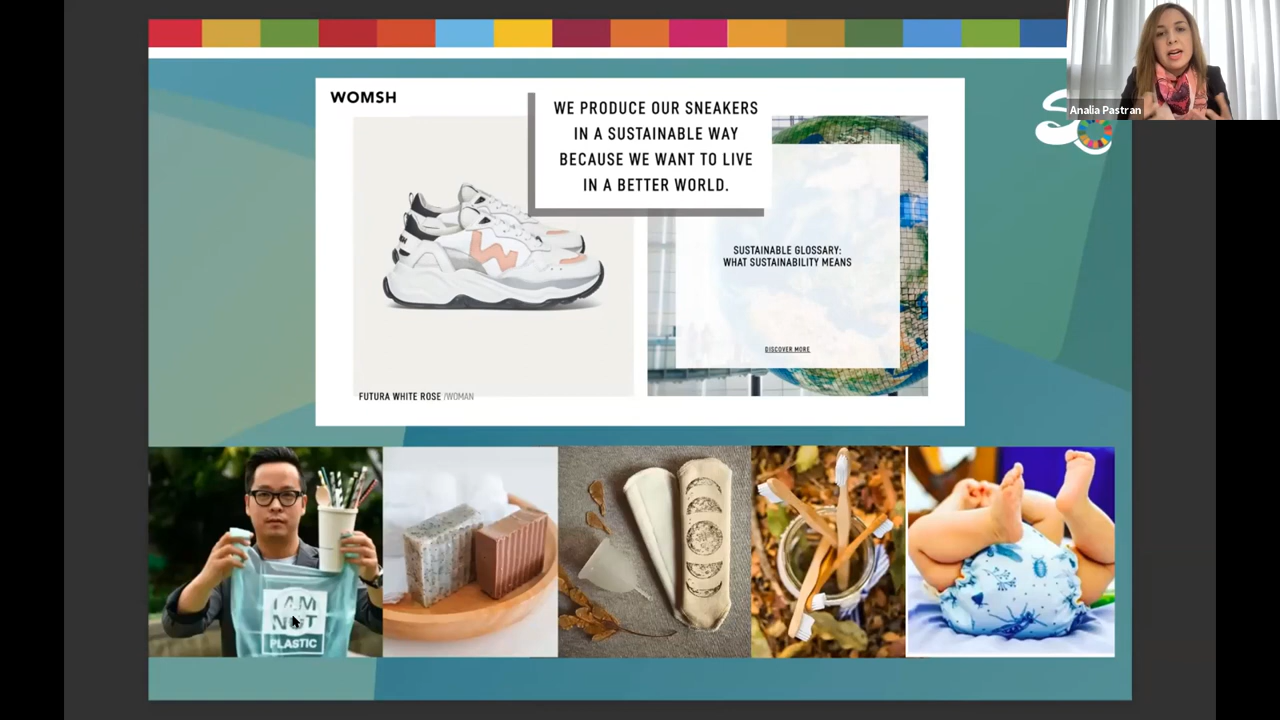 WOMSH
WE PRODUCE OUR SNEAKERS
IN A SUSTAINABLE WAY
BECAUSE WE WANT TO LIVE
IN A BETTER WORLD.
SUSTAINABLE GLOSSARY:
WHAT SUSTAINABILITY MEANS
DISCOVER MORE
FUTURA WHITE ROSE /WOMAN
Analia Pastran
SG
I AM
NOT
PLASTIC